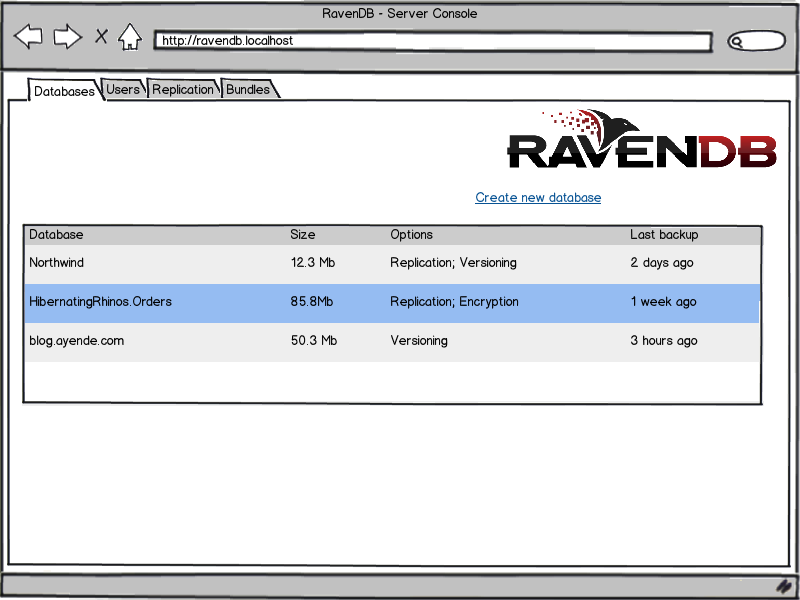 RavenDB - Server Console
http://ravendb.localhost
Databases Users Replication Bundles
RAVENDB
Create new database
Database Size Options Last backup
Northwind 12.3 Mb Replication; Versioning 2 days ago
HibernatingRhinos.Orders 85.8Mb Replication; Encryption 1 week ago
blog.ayende.com 50.3 Mb Versioning 3 hours ago